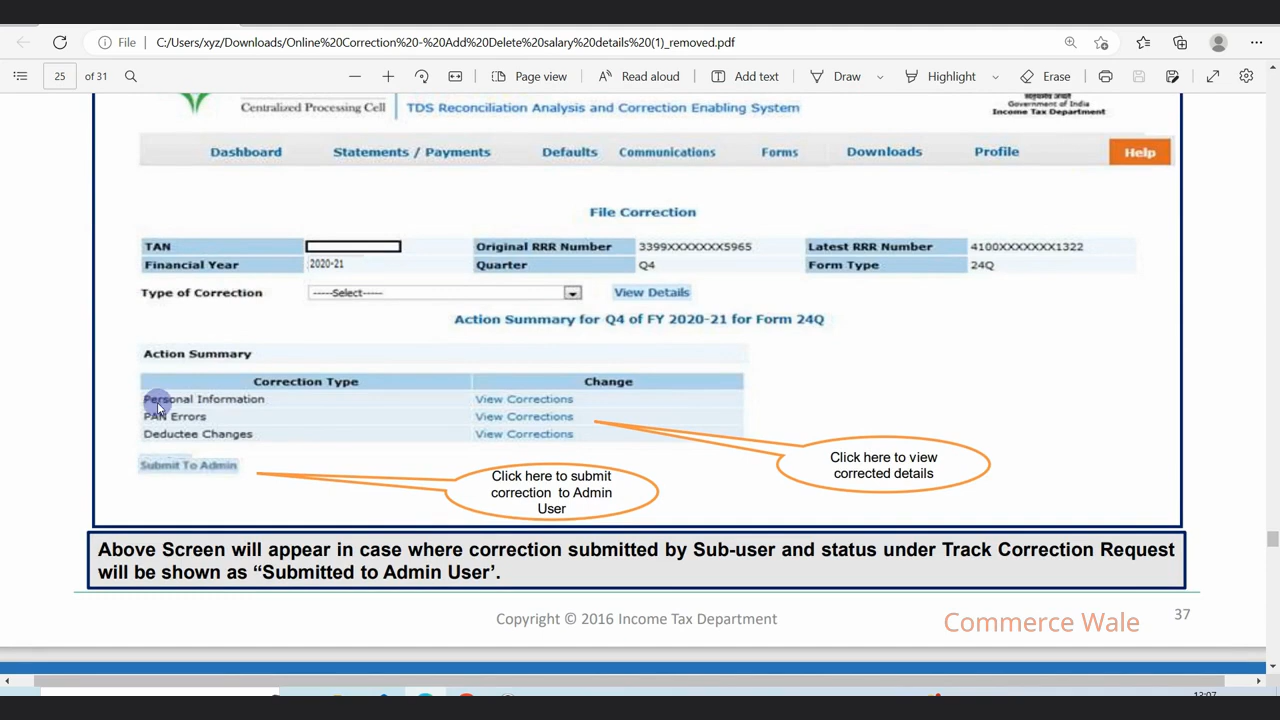 File C:/Users/xyz/Downloads/Online%20Correction%20-%20Add%20Delete%20salary%20details%20(1)_removed.pdf
25 of 31 Page view Read aloud Add text Draw Highlight Erase
Centralized Processing Cell TDS Reconciliation Analysis and Correction Enabling System
Government of India
Income Tax Department
Dashboard Statements / Payments Defaults Communications Forms Downloads Profile Help
File Correction
TAN Original RRR Number 3399XXXXXXX5965 Latest RRR Number 4100XXXXXXX1322
Financial Year 2020-21 Quarter Q4 Form Type 24Q
Type of Correction -----Select----- View Details
Action Summary for Q4 of FY 2020-21 for Form 24Q
Action Summary
Correction Type Change
Personal Information View Corrections
PAN Errors View Corrections
Deductee Changes View Corrections
Submit To Admin
Click here to view
corrected details
Click here to submit
correction to Admin
User
Above Screen will appear in case where correction submitted by Sub-user and status under Track Correction Request
will be shown as “Submitted to Admin User’.
Copyright © 2016 Income Tax Department
Commerce Wale
37